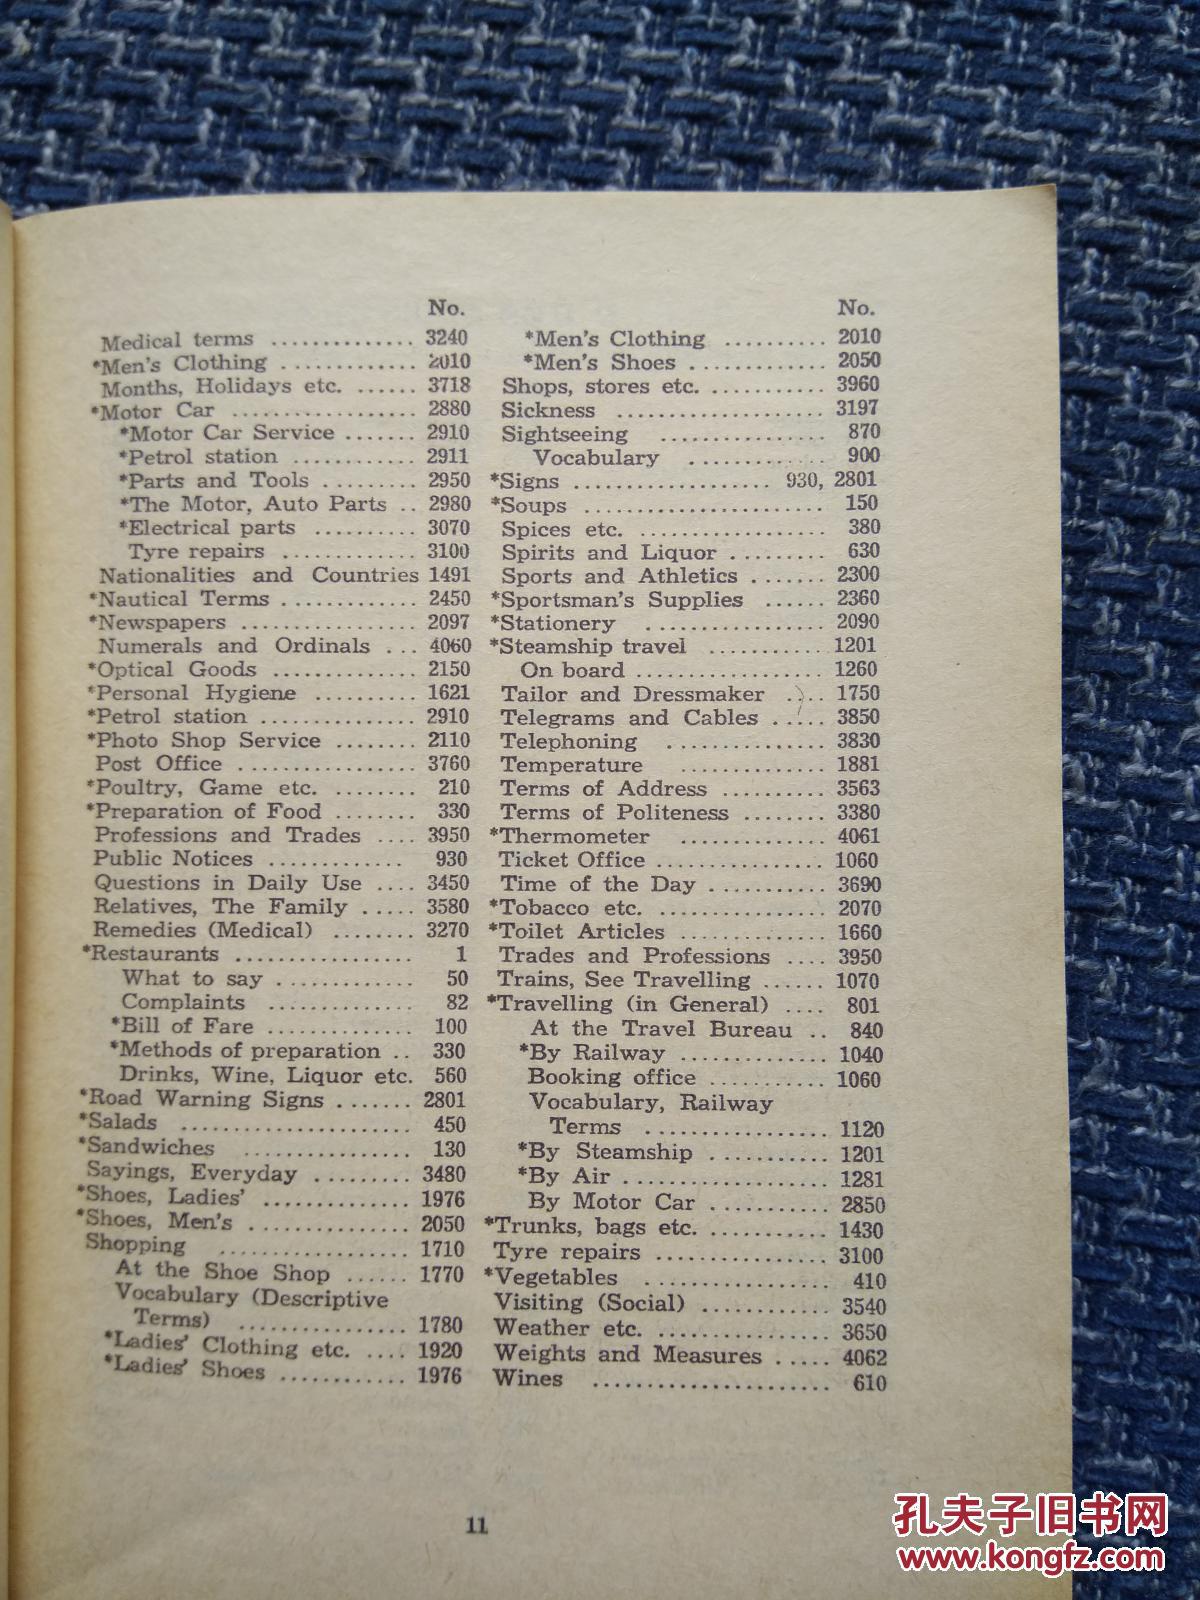 No.
Medical terms .............. 3240
*Men's Clothing ............. 2010
Months, Holidays etc. ...... 3718
*Motor Car .................. 2880
*Motor Car Service ....... 2910
*Petrol station ............ 2911
*Parts and Tools ......... 2950
*The Motor, Auto Parts .. 2980
*Electrical parts .......... 3070
Tyre repairs ............. 3100
Nationalities and Countries 1491
*Nautical Terms ............. 2450
*Newspapers ................. 2097
Numerals and Ordinals ... 4060
*Optical Goods ............... 2150
*Personal Hygiene .......... 1621
*Petrol station ............... 2910
*Photo Shop Service ........ 2110
Post Office ................. 3760
*Poultry, Game etc. ........ 210
*Preparation of Food ........ 330
Professions and Trades .... 3950
Public Notices ............ 930
Questions in Daily Use .... 3450
Relatives, The Family ..... 3580
Remedies (Medical) ........ 3270
*Restaurants ................. 1
What to say ............. 50
Complaints ............. 82
*Bill of Fare .............. 100
*Methods of preparation .. 330
Drinks, Wine, Liquor etc. 560
*Road Warning Signs ....... 2801
*Salads ...................... 450
*Sandwiches ................ 130
Sayings, Everyday ......... 3480
*Shoes, Ladies' .............. 1976
*Shoes, Men's ............... 2050
Shopping .................. 1710
At the Shoe Shop ...... 1770
Vocabulary (Descriptive
Terms) ................ 1780
*Ladies' Clothing etc. .... 1920
*Ladies' Shoes ............ 1976
No.
*Men's Clothing .......... 2010
*Men's Shoes ............. 2050
Shops, stores etc. ........... 3960
Sickness .................... 3197
Sightseeing ................ 870
Vocabulary ............. 900
*Signs ................... 930, 2801
*Soups ....................... 150
Spices etc. .................. 380
Spirits and Liquor ......... 630
Sports and Athletics ....... 2300
*Sportsman's Supplies ...... 2360
*Stationery ................. 2090
*Steamship travel ........... 1201
On board .................. 1260
Tailor and Dressmaker .... 1750
Telegrams and Cables ..... 3850
Telephoning ............... 3830
Temperature .............. 1881
Terms of Address .......... 3563
Terms of Politeness ........ 3380
*Thermometer .............. 4061
Ticket Office ................ 1060
Time of the Day ........... 3690
*Tobacco etc. ................ 2070
*Toilet Articles .............. 1660
Trades and Professions .... 3950
Trains, See Travelling ...... 1070
*Travelling (in General) .... 801
At the Travel Bureau .. 840
*By Railway .............. 1040
Booking office ........... 1060
Vocabulary, Railway
Terms .................. 1120
*By Steamship ........... 1201
*By Air .................... 1281
By Motor Car ........... 2850
*Trunks, bags etc. ........... 1430
Tyre repairs ................ 3100
*Vegetables .................. 410
Visiting (Social) ............ 3540
Weather etc. ................ 3650
Weights and Measures ..... 4062
Wines ....................... 610
11
孔夫子旧书网
www.kongfz.com